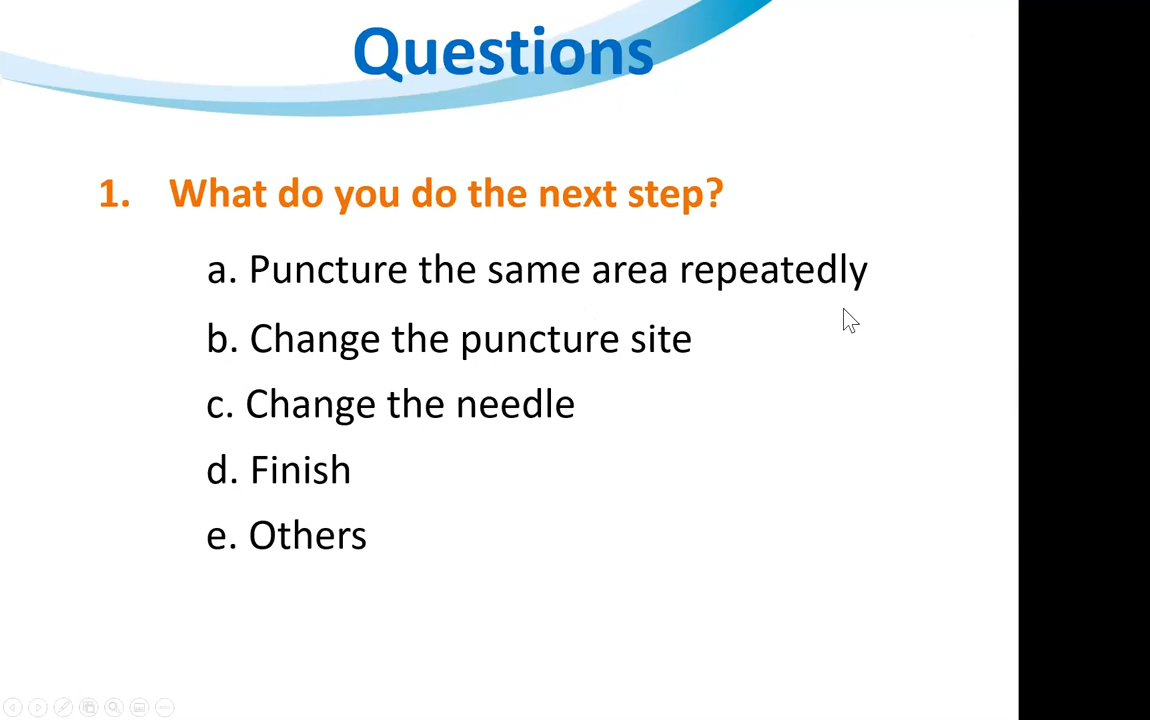 Questions
1. What do you do the next step?
a. Puncture the same area repeatedly
b. Change the puncture site
c. Change the needle
d. Finish
e. Others